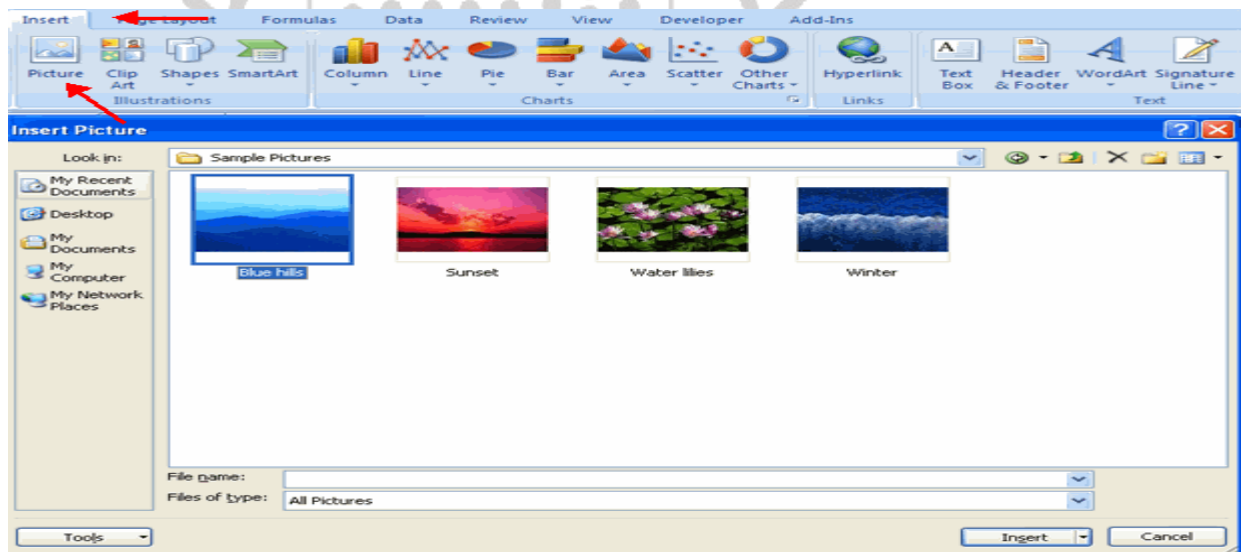 Insert Page Layout Formulas Data Review View Developer Add-Ins
Picture Clip Art Shapes SmartArt Column Line Pie Bar Area Scatter Other Charts Hyperlink Text Box Header & Footer WordArt Signature Line
Illustrations Charts Links Text
Insert Picture
Look in: Sample Pictures
My Recent Documents
Desktop
My Documents
My Computer
My Network Places
Blue hills Sunset Water lilies Winter
File name:
Files of type: All Pictures
Tools Insert Cancel